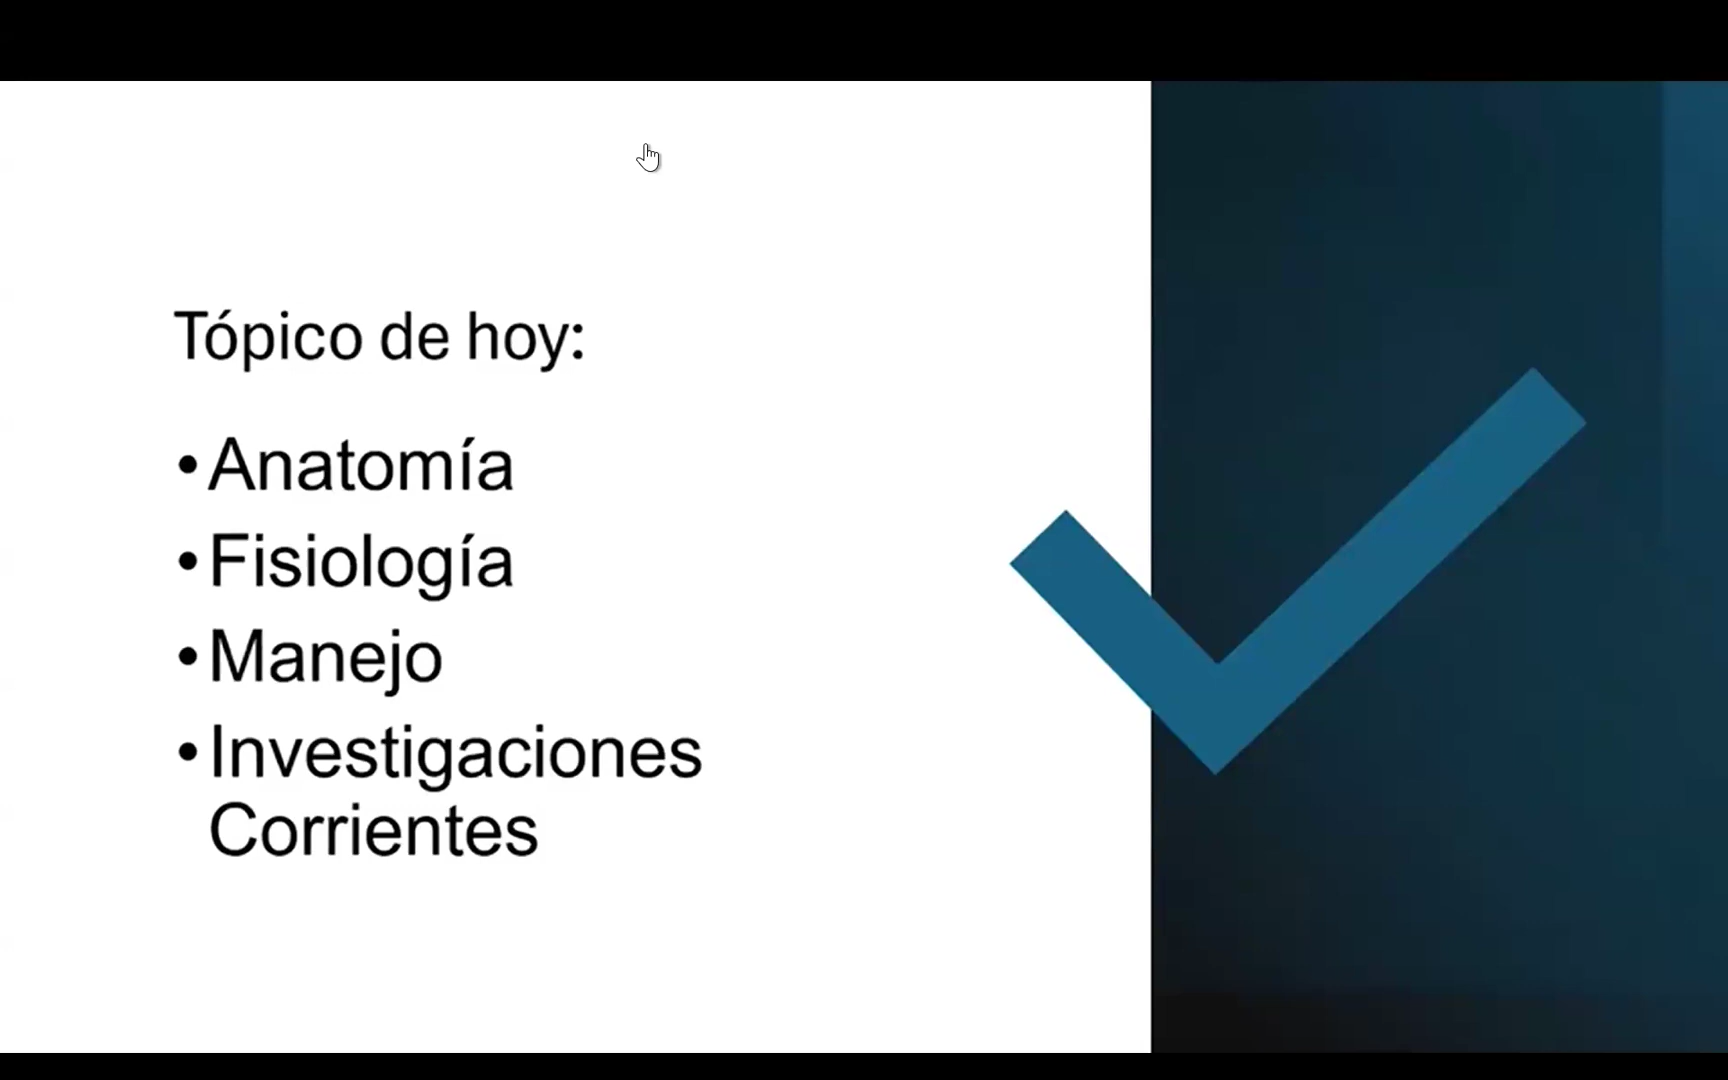 Tópico de hoy:
•Anatomía
•Fisiología
•Manejo
•Investigaciones
Corrientes